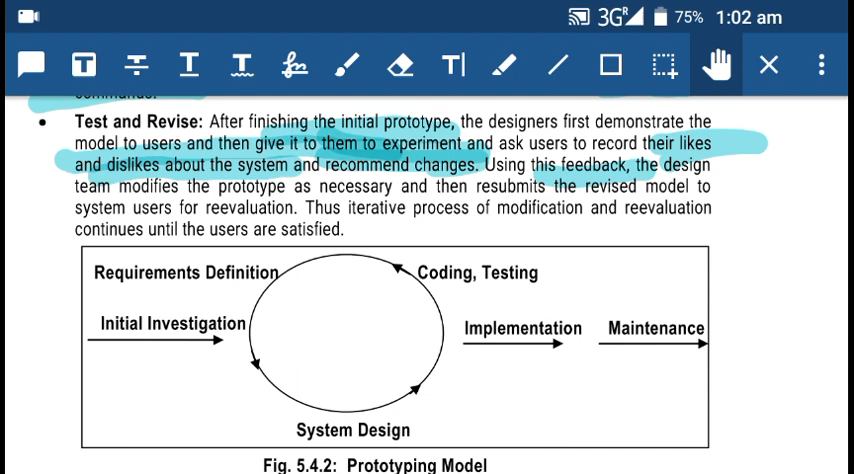 3G R 75% 1:02 am
commands.
• Test and Revise: After finishing the initial prototype, the designers first demonstrate the
model to users and then give it to them to experiment and ask users to record their likes
and dislikes about the system and recommend changes. Using this feedback, the design
team modifies the prototype as necessary and then resubmits the revised model to
system users for reevaluation. Thus iterative process of modification and reevaluation
continues until the users are satisfied.
Requirements Definition
Coding, Testing
Initial Investigation
Implementation
Maintenance
System Design
Fig. 5.4.2: Prototyping Model